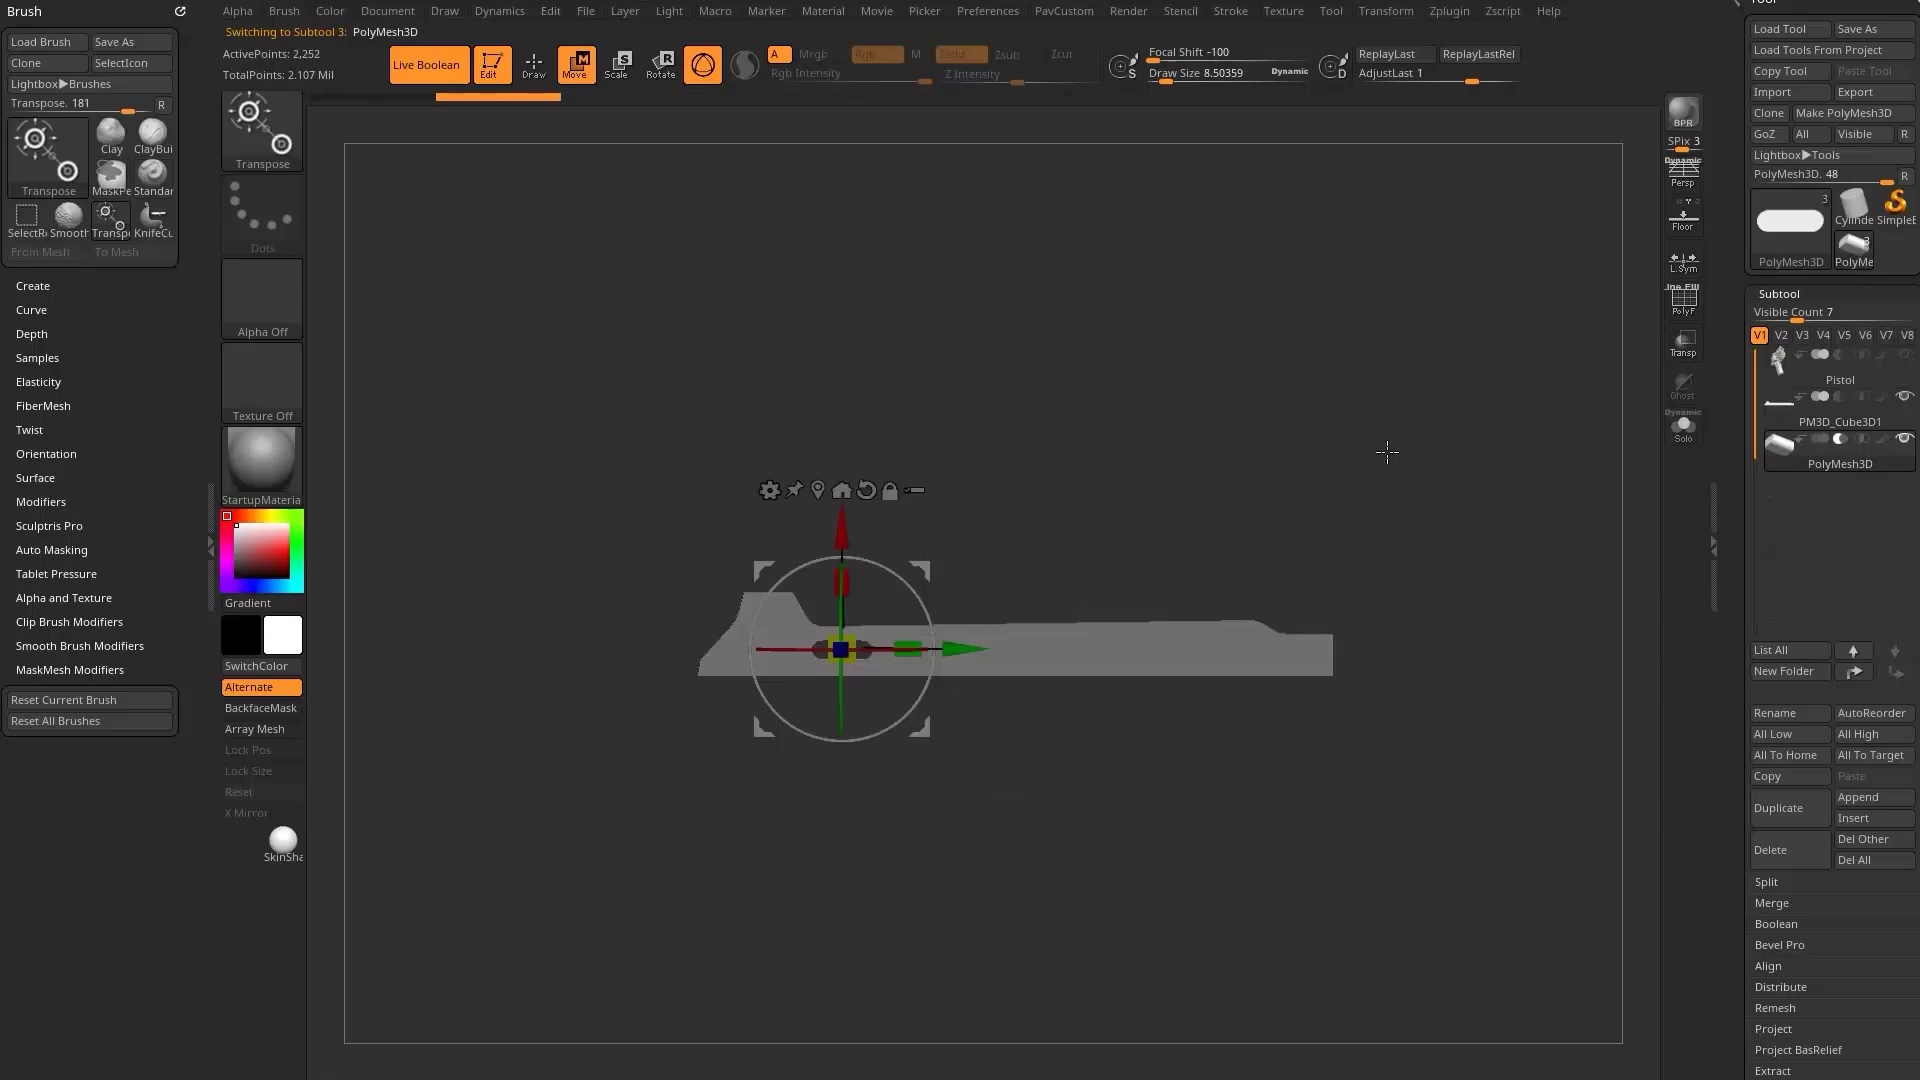 Brush
Load Brush Save As
Clone SelectIcon
Lightbox▶Brushes
Transpose. 181 R
Transpose
Clay ClayBui
MaskPe Standar
SelectRe Smooth Transpo KnifeCu
From Mesh To Mesh
Create
Curve
Depth
Samples
Elasticity
FiberMesh
Twist
Orientation
Surface
Modifiers
Sculptris Pro
Auto Masking
Tablet Pressure
Alpha and Texture
Clip Brush Modifiers
Smooth Brush Modifiers
MaskMesh Modifiers
Reset Current Brush
Reset All Brushes
Alpha Brush Color Document Draw Dynamics Edit File Layer Light Macro Marker Material Movie Picker Preferences PavCustom Render Stencil Stroke Texture Tool Transform Zplugin Zscript Help
Switching to Subtool 3: PolyMesh3D
ActivePoints: 2,252
TotalPoints: 2.107 Mil
Live Boolean
Edit
Draw
Move
Scale
Rotate
A Mrgb Rgb M Zadd Zsub Zcut
Rgb Intensity Z Intensity
Focal Shift -100
Draw Size 8.50359 Dynamic
ReplayLast ReplayLastRel
AdjustLast 1
Transpose
Dots
Alpha Off
Texture Off
StartupMateria
Gradient
SwitchColor
Alternate
BackfaceMask
Array Mesh
Lock Pos
Lock Size
Reset
X Mirror
SkinSha
BPR
SPix 3
Dynamic
Persp
Floor
L.Sym
Line Fill
PolyF
Transp
Ghost
Dynamic
Solo
Tool
Load Tool Save As
Load Tools From Project
Copy Tool Paste Tool
Import Export
Clone Make PolyMesh3D
GoZ All Visible R
Lightbox▶Tools
PolyMesh3D. 48 R
3
Cylinde SimpleB
3
PolyMesh3D PolyMe
Subtool
Visible Count 7
V1 V2 V3 V4 V5 V6 V7 V8
Pistol
PM3D_Cube3D1
PolyMesh3D
List All
New Folder
Rename AutoReorder
All Low All High
All To Home All To Target
Copy Paste
Duplicate Append
Insert
Delete Del Other
Del All
Split
Merge
Boolean
Bevel Pro
Align
Distribute
Remesh
Project
Project BasRelief
Extract